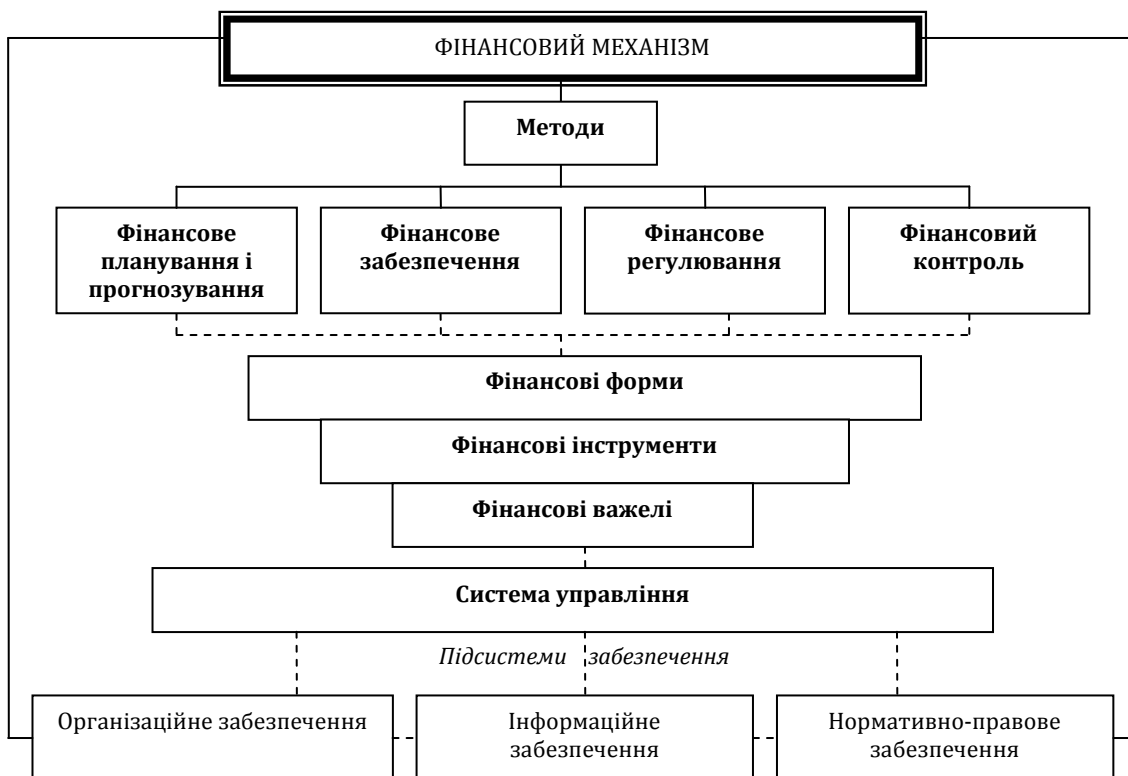 ФІНАНСОВИЙ МЕХАНІЗМ
Методи
Фінансове
планування і
прогнозування
Фінансове
забезпечення
Фінансове
регулювання
Фінансовий
контроль
Фінансові форми
Фінансові інструменти
Фінансові важелі
Система управління
Підсистеми забезпечення
Організаційне забезпечення
Інформаційне
забезпечення
Нормативно-правове
забезпечення